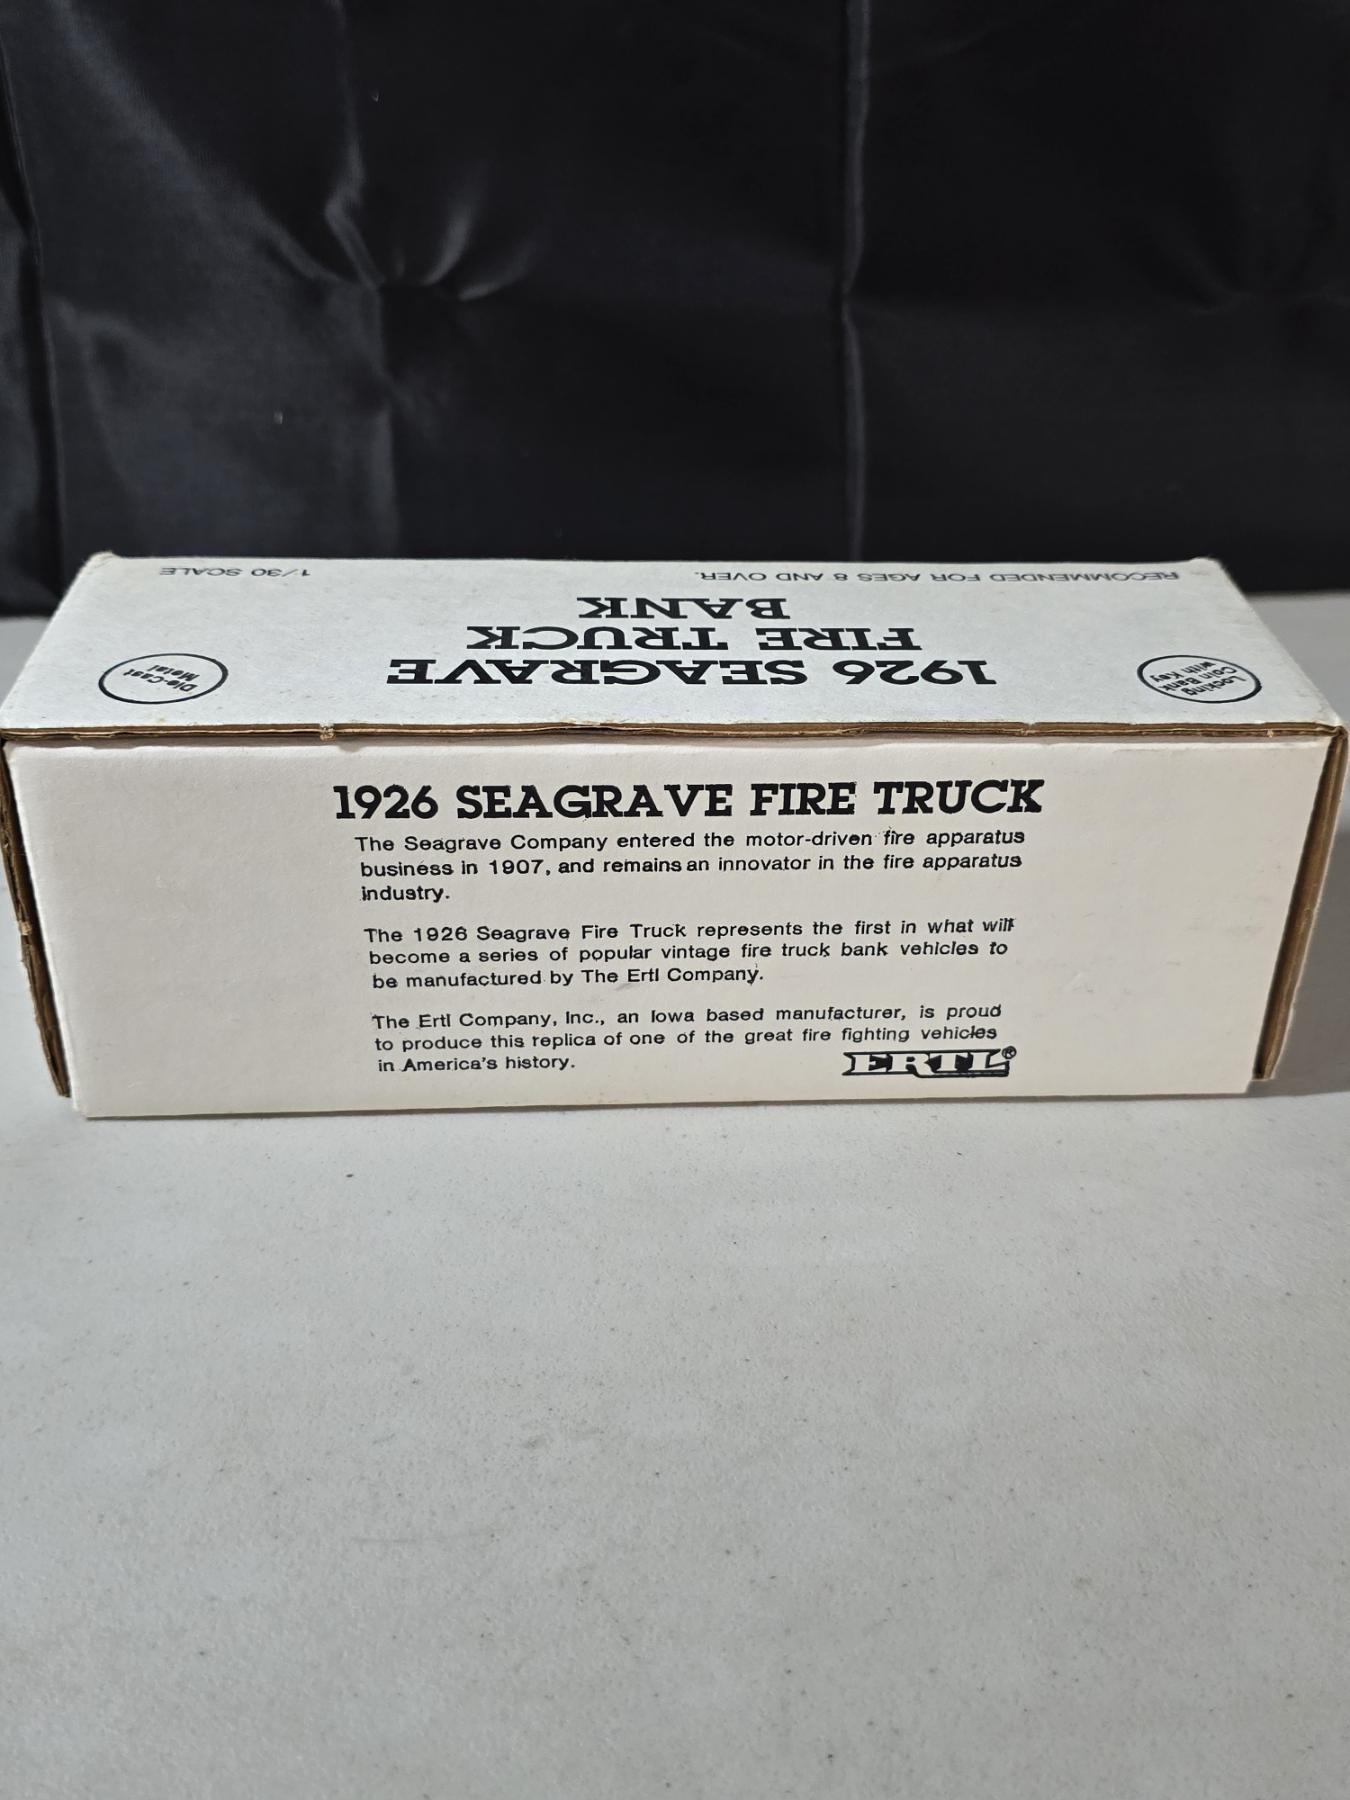 1/30 SCALE
RECOMMENDED FOR AGES 8 AND OVER.
1926 SEAGRAVE
FIRE TRUCK
BANK
Die-Cast
Metal
Locking
Coin Bank
with Key
1926 SEAGRAVE FIRE TRUCK
The Seagrave Company entered the motor-driven fire apparatus
business in 1907, and remains an innovator in the fire apparatus
industry.
The 1926 Seagrave Fire Truck represents the first in what will
become a series of popular vintage fire truck bank vehicles to
be manufactured by The Ertl Company.
The Ertl Company, Inc., an Iowa based manufacturer, is proud
to produce this replica of one of the great fire fighting vehicles
in America's history.
ERTL®